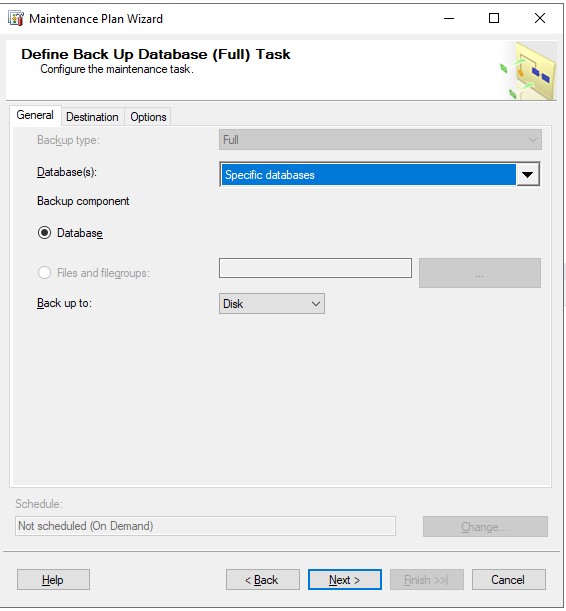 Maintenance Plan Wizard
Define Back Up Database (Full) Task
Configure the maintenance task.
General Destination Options
Backup type: Full
Database(s): Specific databases
Backup component
Database
Files and filegroups: ...
Back up to: Disk
Schedule:
Not scheduled (On Demand) Change...
Help < Back Next > Finish >>| Cancel